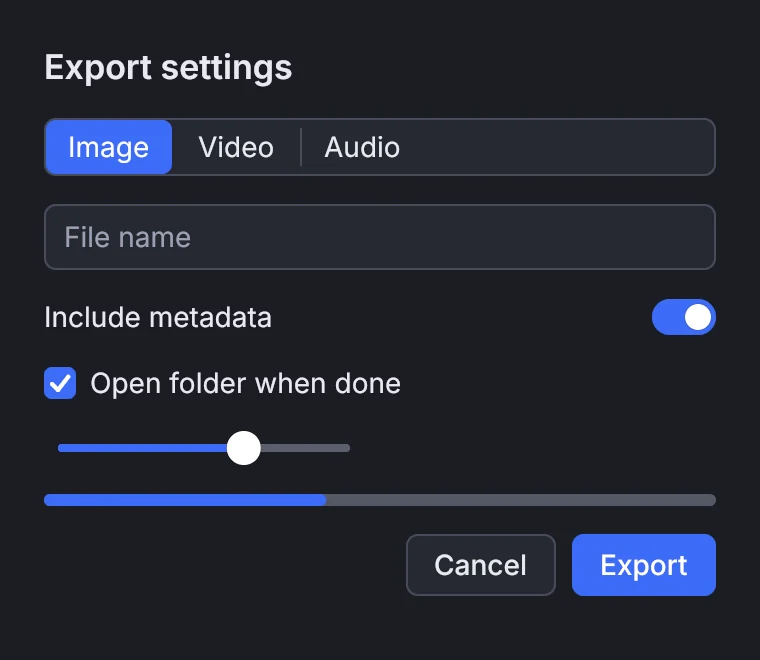 Export settings
Image Video Audio
File name
Include metadata
Open folder when done
Cancel Export